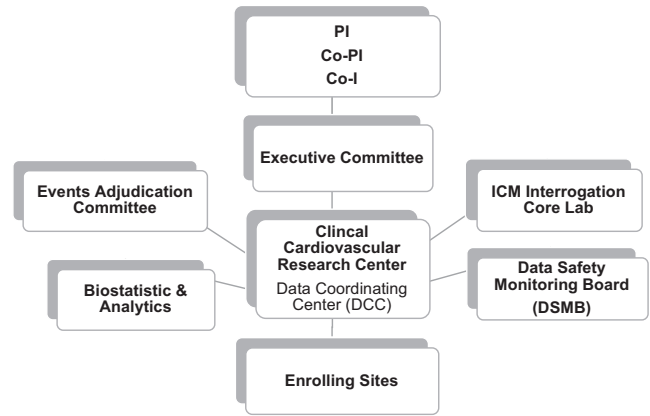 PI
Co-PI
Co-I
Executive Committee
Events Adjudication
Committee
ICM Interrogation
Core Lab
Clincal
Cardiovascular
Research Center
Data Coordinating
Center (DCC)
Biostatistic &
Analytics
Data Safety
Monitoring Board
(DSMB)
Enrolling Sites